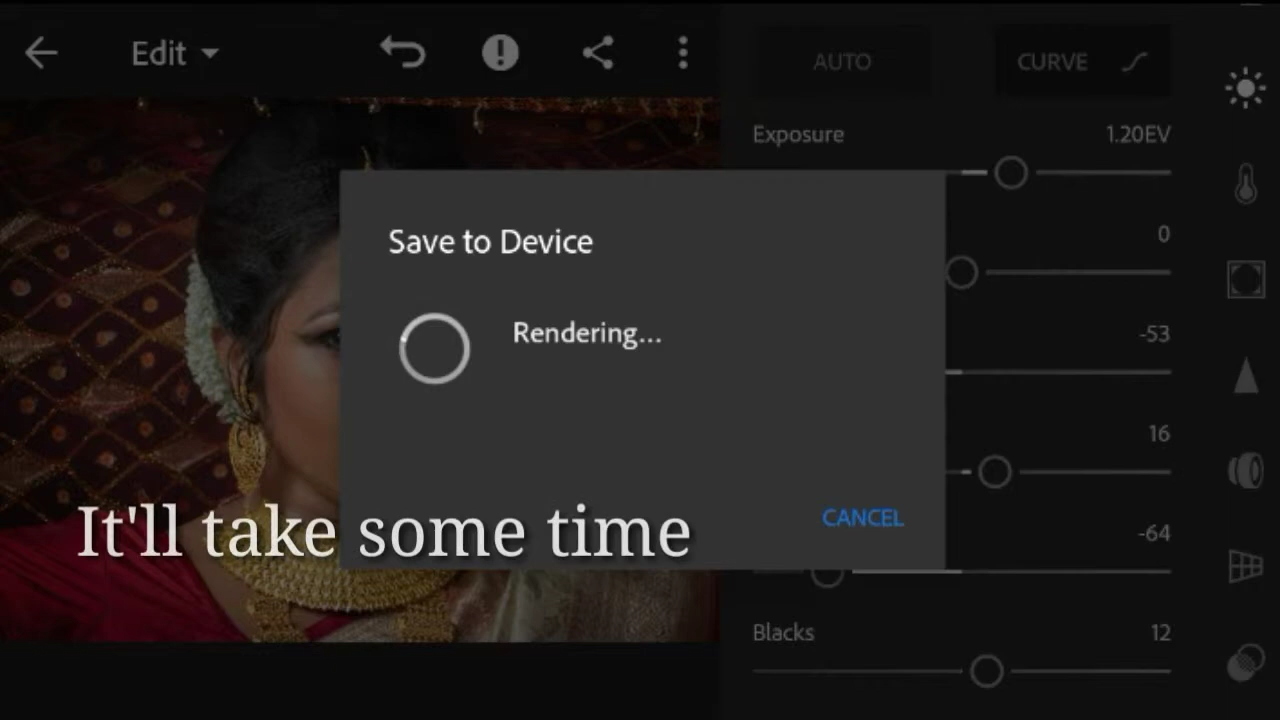 Edit
AUTO
CURVE
Exposure
1.20EV
0
Save to Device
Rendering...
-53
16
It'll take some time
CANCEL
-64
Blacks
12